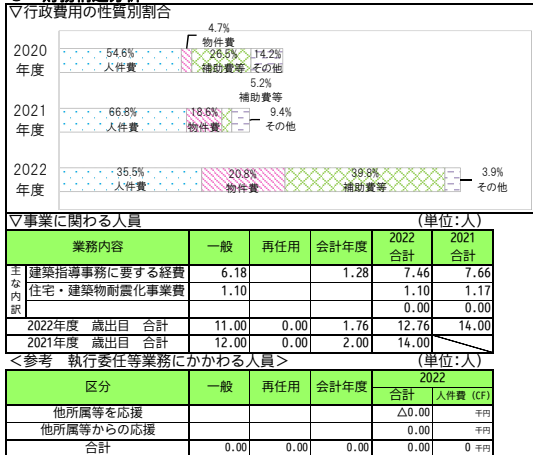 ▽行政費用の性質別割合
4.7%
物件費
2020
年度
54.6%
人件費
26.5%
補助費等
14.2%
その他
5.2%
補助費等
2021
年度
66.8%
人件費
18.6%
物件費
9.4%
その他
2022
年度
35.5%
人件費
20.8%
物件費
39.8%
補助費等
3.9%
その他
▽事業に関わる人員 (単位:人)
業務内容 一般 再任用 会計年度 2022 合計 2021 合計
主な内訳
建築指導事務に要する経費 6.18 1.28 7.46 7.66
住宅・建築物耐震化事業費 1.10 1.10 1.17
0.00 0.00
2022年度 歳出目 合計 11.00 0.00 1.76 12.76 14.00
2021年度 歳出目 合計 12.00 0.00 2.00 14.00
<参考 執行委任等業務にかかわる人員> (単位:人)
区分 一般 再任用 会計年度 2022
合計 人件費 (CF)
他所属等を応援 △0.00 千円
他所属等からの応援 0.00 千円
合計 0.00 0.00 0.00 0.00 0 千円